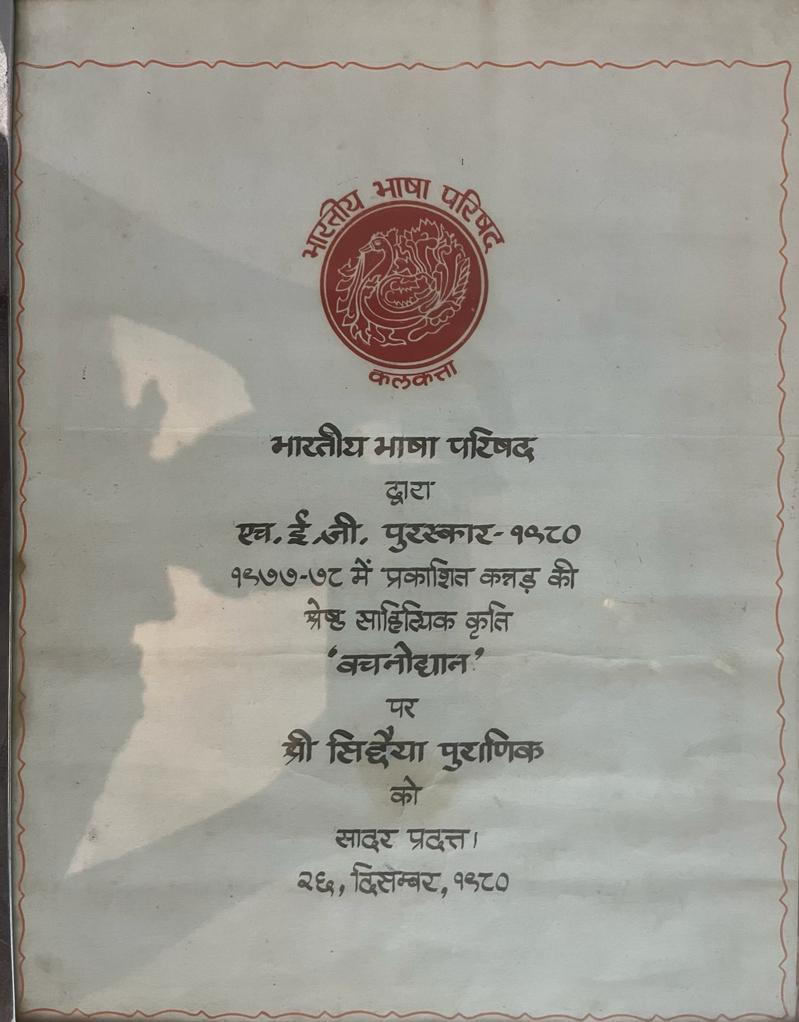 भारतीय भाषा परिषद
कलकत्ता
भारतीय भाषा परिषद
द्वारा
एच. ई. जी. पुरस्कार-१९८०
१९७७-७८ में प्रकाशित कन्नड़ की
श्रेष्ठ साहित्यिक कृति
'वचनोद्यान'
पर
श्री सिद्दैया पुराणिक
को
सादर प्रदत्त।
२६, दिसम्बर, १९८०